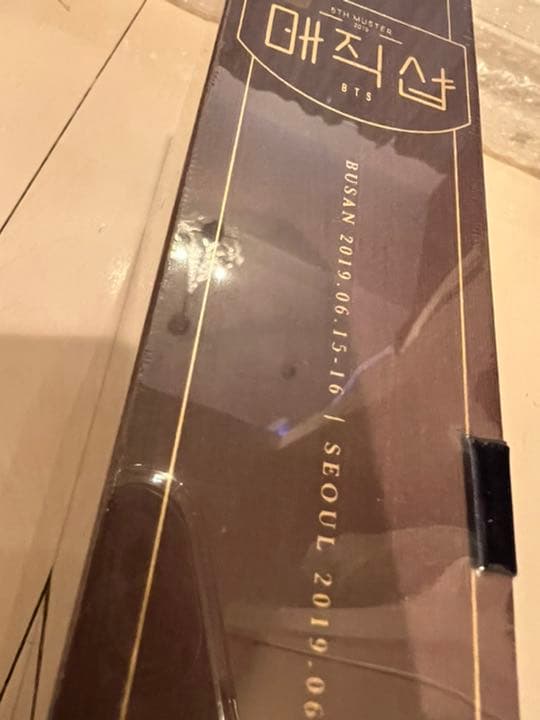 5TH MUSTER
2019
매직샵
BTS
BUSAN 2019.06.15-16 | SEOUL 2019.06